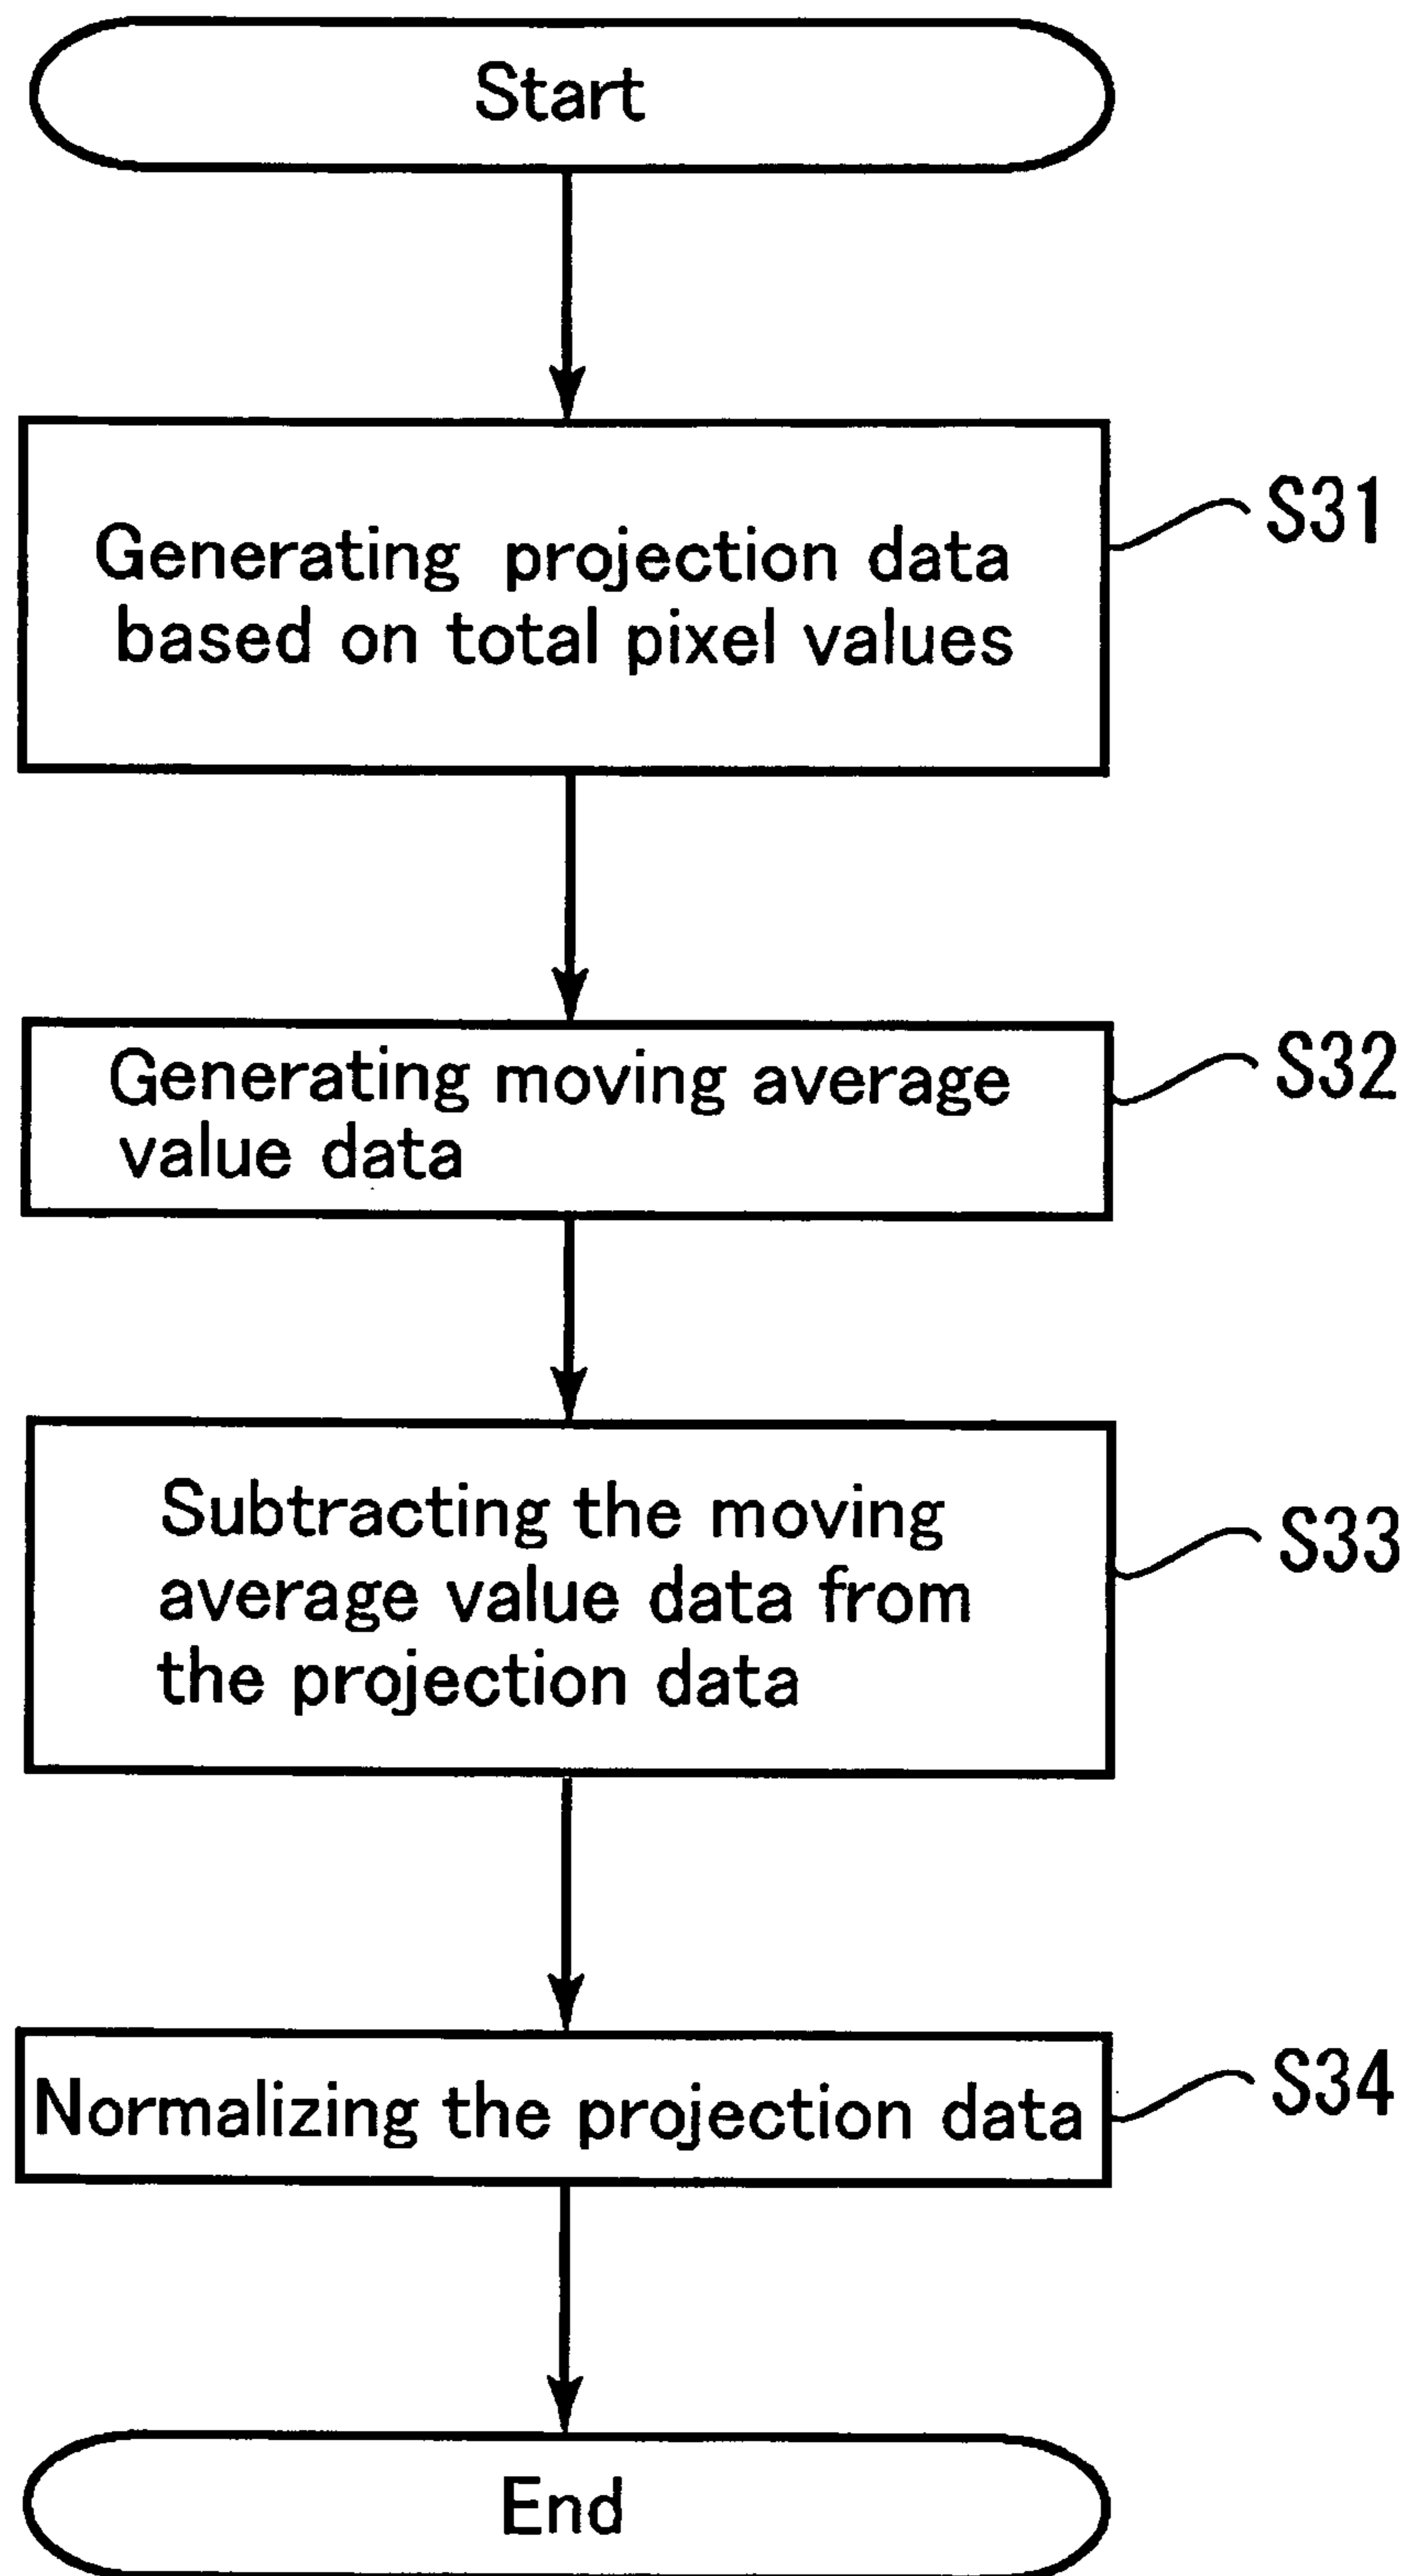 Start
Generating projection data
based on total pixel values
S31
Generating moving average
value data
S32
Subtracting the moving
average value data from
the projection data
S33
Normalizing the projection data
S34
End